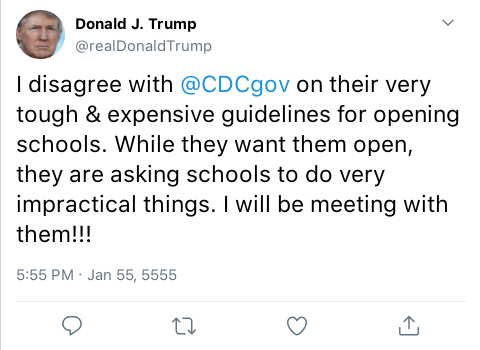 Donald J. Trump
@realDonaldTrump
I disagree with @CDCgov on their very
tough & expensive guidelines for opening
schools. While they want them open,
they are asking schools to do very
impractical things. I will be meeting with
them!!!
5:55 PM · Jan 55, 5555